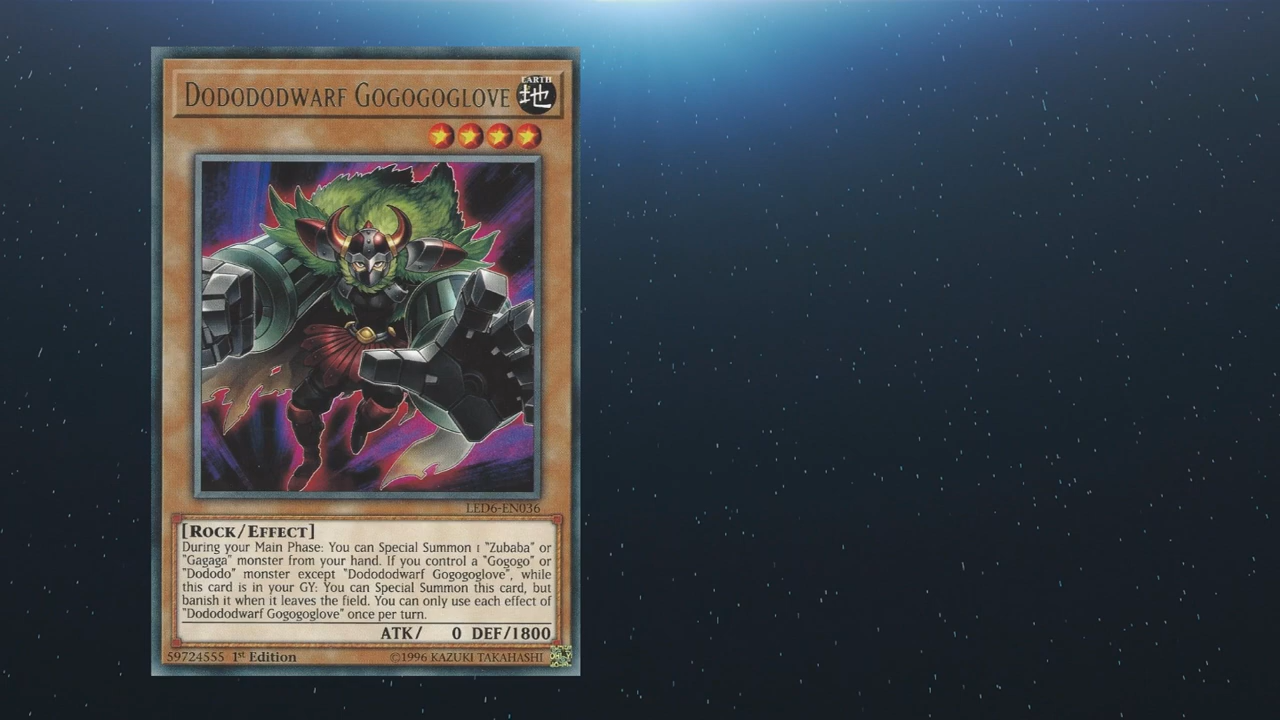 Dodododwarf Gogogoglove
EARTH
地
LED6-EN036
[Rock/Effect]
During your Main Phase: You can Special Summon 1 "Zubaba" or
"Gagaga" monster from your hand. If you control a "Gogogo" or
"Dododo" monster except "Dodododwarf Gogogoglove", while
this card is in your GY: You can Special Summon this card, but
banish it when it leaves the field. You can only use each effect of
"Dodododwarf Gogogoglove" once per turn.
ATK/ 0 DEF/1800
59724555 1st Edition ©1996 KAZUKI TAKAHASHI